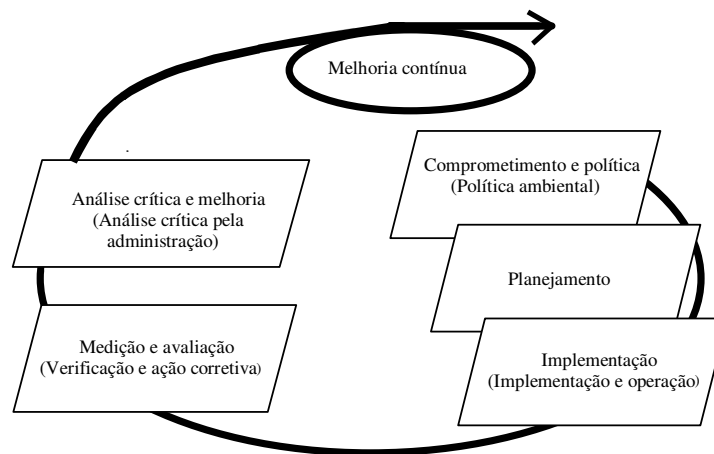 Melhoria contínua
Comprometimento e política
(Política ambiental)
Planejamento
Implementação
(Implementação e operação)
Medição e avaliação
(Verificação e ação corretiva)
Análise crítica e melhoria
(Análise crítica pela
administração)